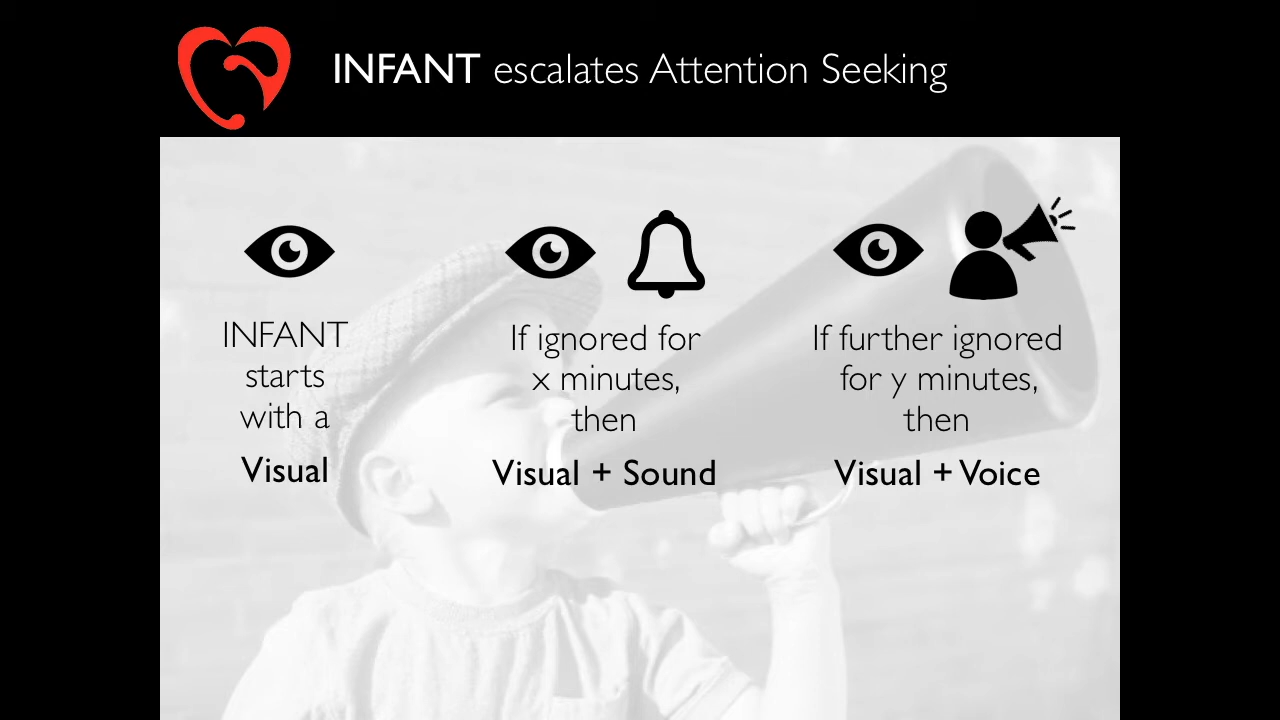 INFANT escalates Attention Seeking
INFANT
starts
with a
Visual
If ignored for
x minutes,
then
Visual + Sound
If further ignored
for y minutes,
then
Visual + Voice